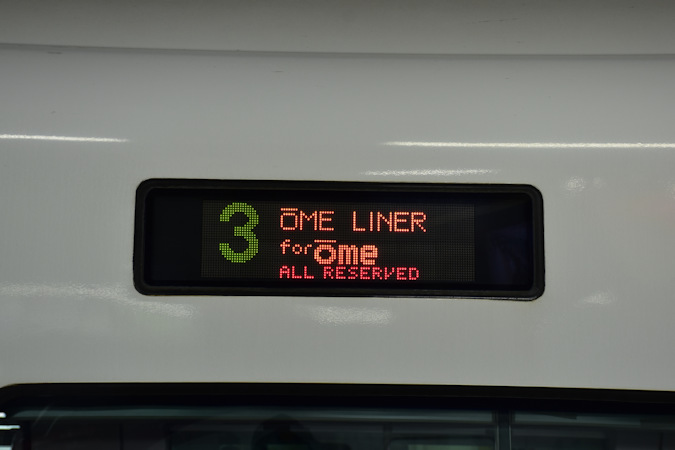 3
ŌME LINER
for ōme
ALL RESERVED